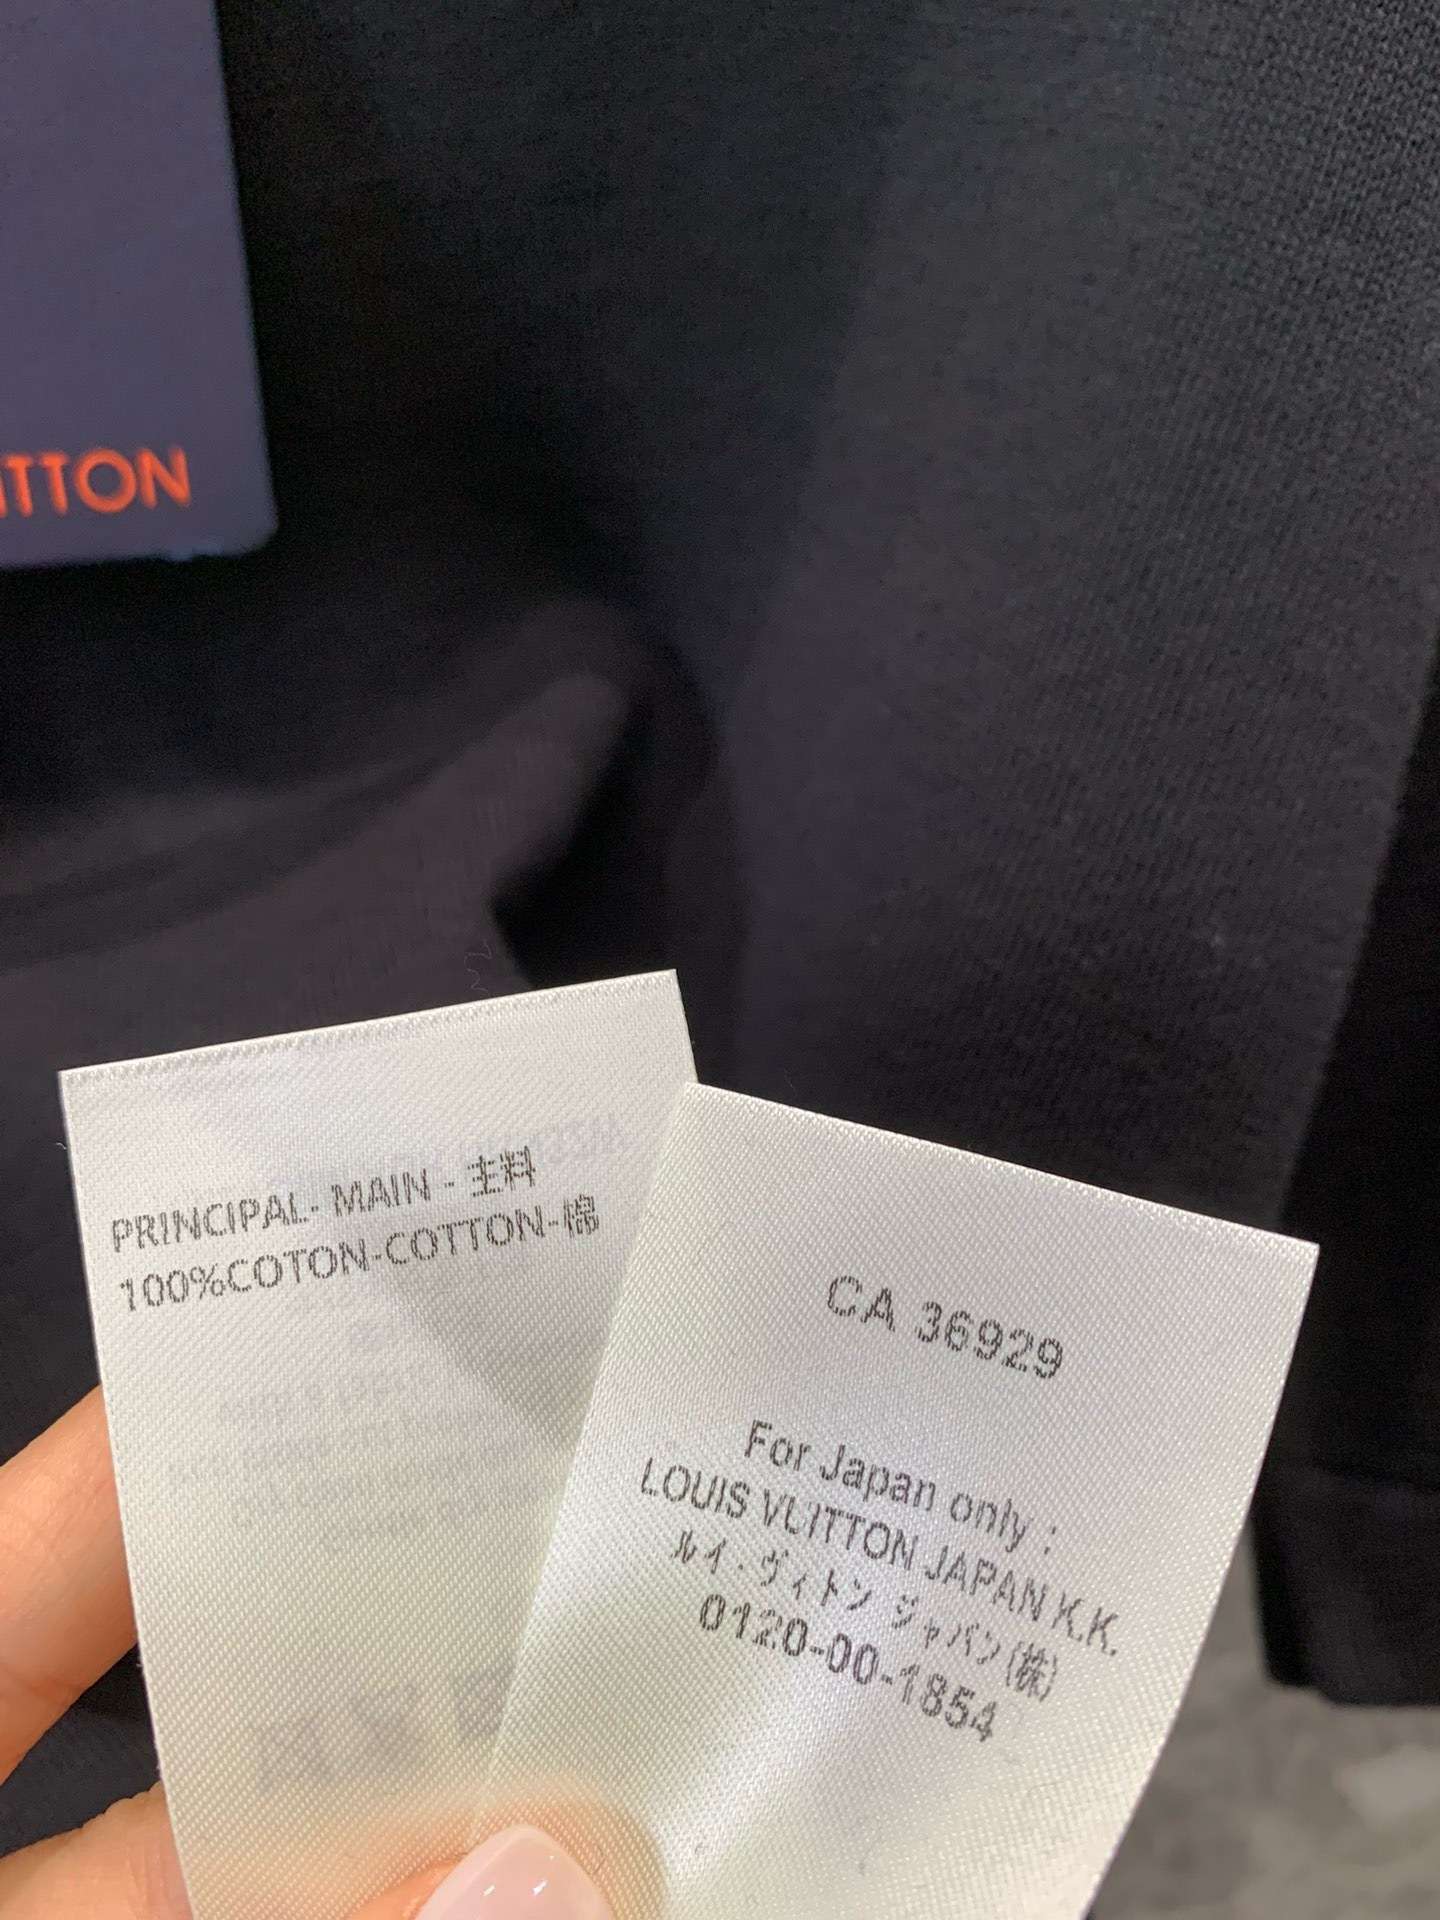 ITTON
PRINCIPAL- MAIN - 主料
100%COTON-COTTON-棉
CA 36929
For Japan only :
LOUIS VUITTON JAPAN K.K.
ルイ・ヴィトン ジャパン(株)
0120-00-1854